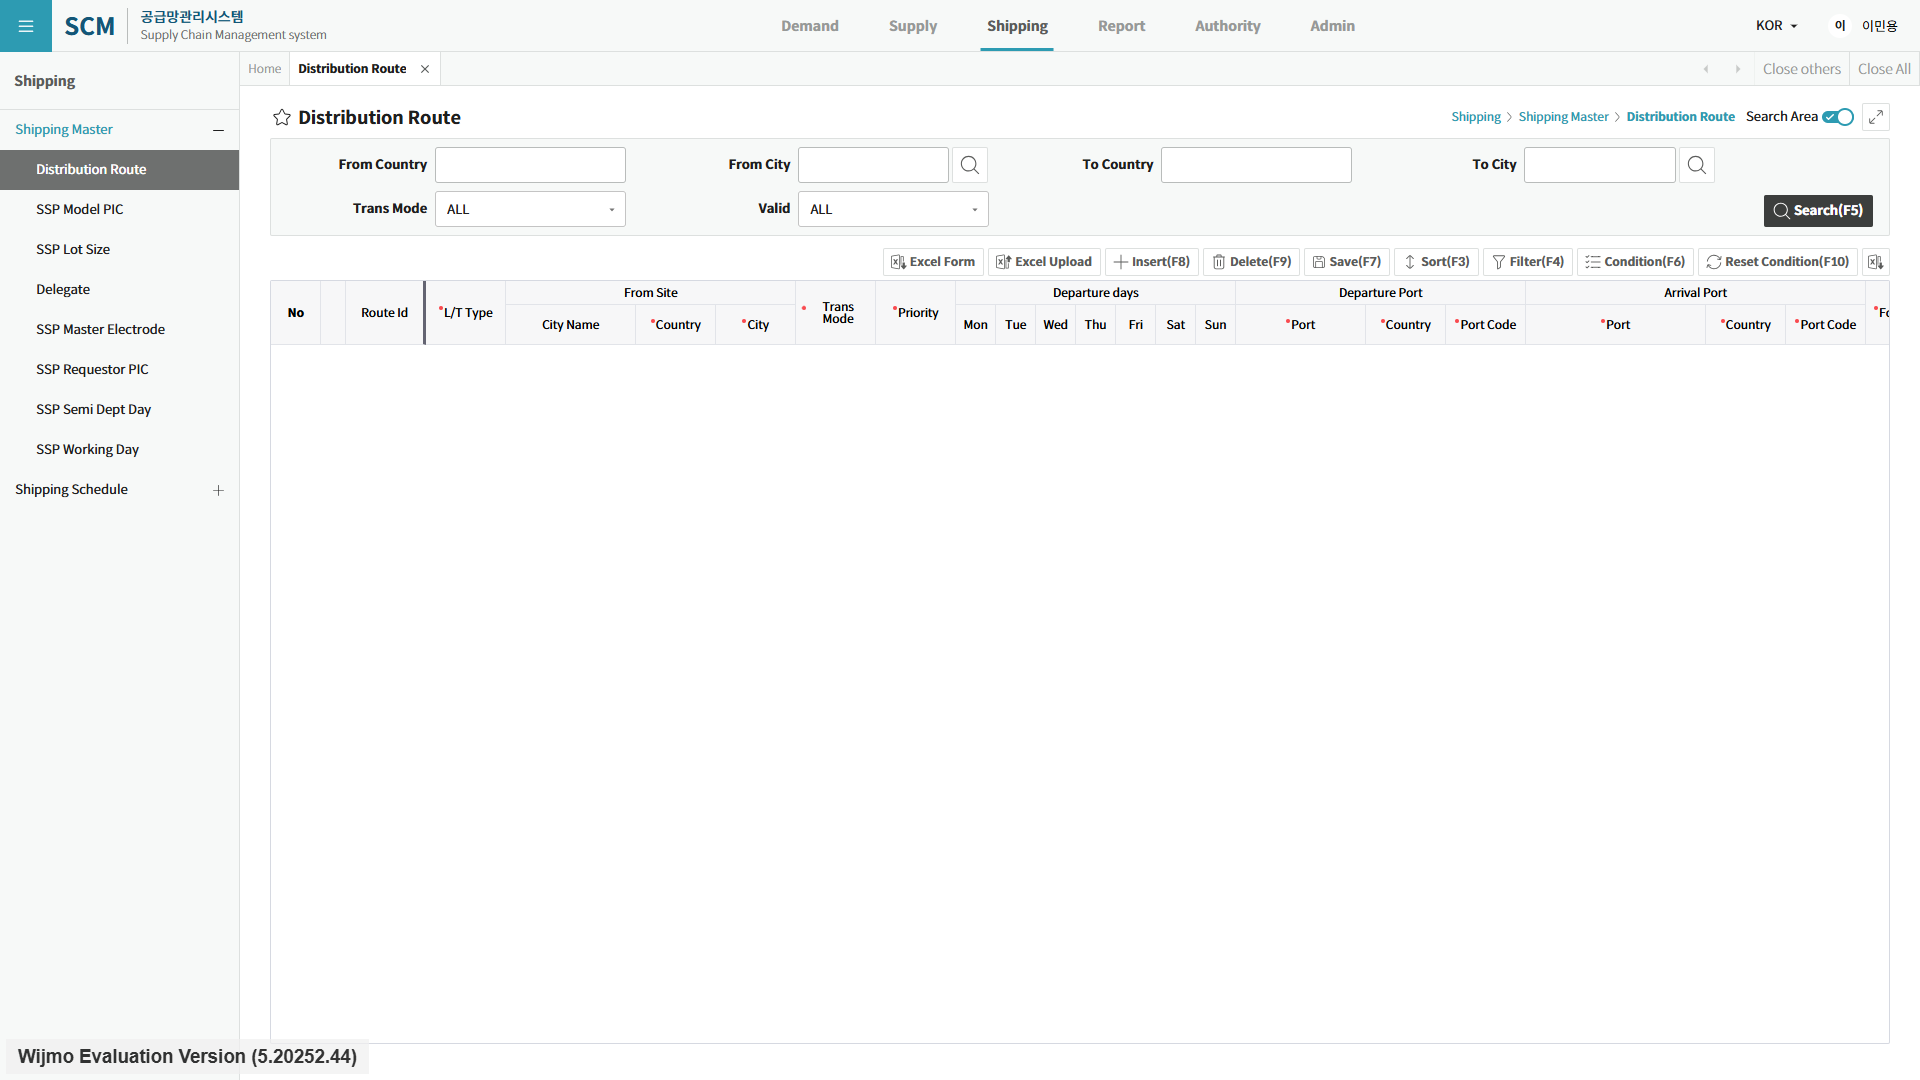 SCM
공급망관리시스템
Supply Chain Management system
Demand
Supply
Shipping
Report
Authority
Admin
KOR
이
이민용
Shipping
Home
Distribution Route
Close others
Close All
Shipping Master
Distribution Route
SSP Model PIC
SSP Lot Size
Delegate
SSP Master Electrode
SSP Requestor PIC
SSP Semi Dept Day
SSP Working Day
Shipping Schedule
Distribution Route
Shipping > Shipping Master > Distribution Route
Search Area
From Country
From City
To Country
To City
Trans Mode
ALL
Valid
ALL
Search(F5)
Excel Form
Excel Upload
Insert(F8)
Delete(F9)
Save(F7)
Sort(F3)
Filter(F4)
Condition(F6)
Reset Condition(F10)
No
Route Id
*L/T Type
From Site
City Name
*Country
*City
* Trans
Mode
*Priority
Departure days
Mon
Tue
Wed
Thu
Fri
Sat
Sun
Departure Port
*Port
*Country
*Port Code
Arrival Port
*Port
*Country
*Port Code
Wijmo Evaluation Version (5.20252.44)